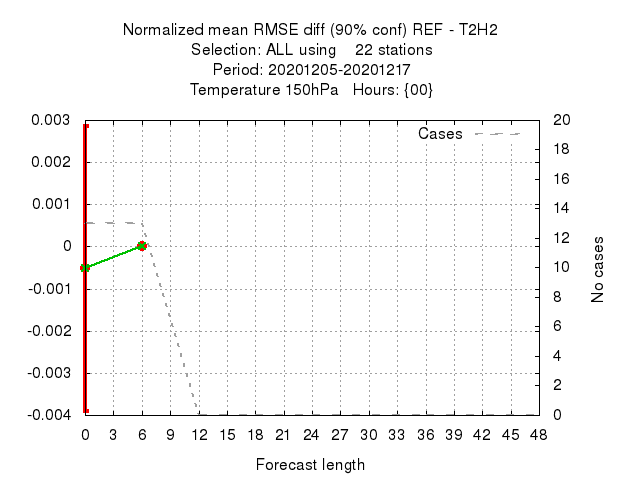 Normalized mean RMSE diff (90% conf) REF - T2H2
Selection: ALL using 22 stations
Period: 20201205-20201217
Temperature 150hPa Hours: {00}
Cases
0.003
0.002
0.001
0
-0.001
-0.002
-0.003
-0.004
20
18
16
14
12
10
8
6
4
2
0
No cases
0 3 6 9 12 15 18 21 24 27 30 33 36 39 42 45 48
Forecast length